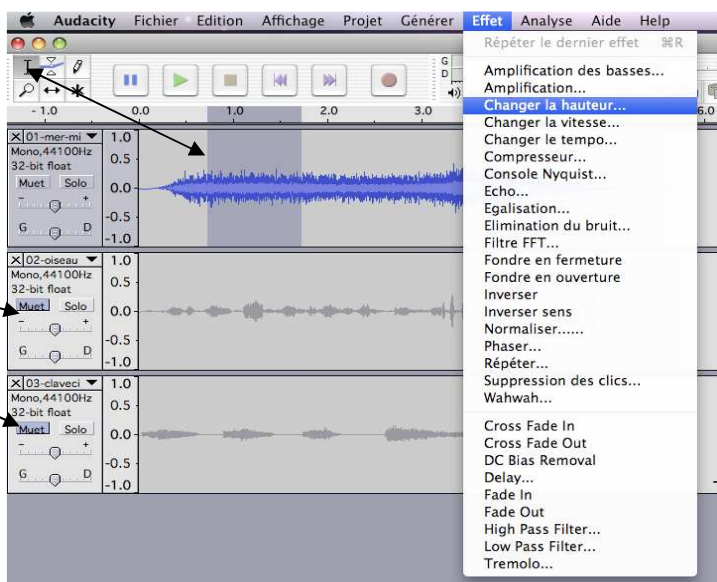 Audacity Fichier Edition Affichage Projet Générer Effet Analyse Aide Help
Répéter le dernier effet ⌘R
Amplification des basses...
Amplification...
Changer la hauteur...
Changer la vitesse...
Changer le tempo...
Compresseur...
Console Nyquist...
Echo...
Egalisation...
Elimination du bruit...
Filtre FFT...
Fondre en fermeture
Fondre en ouverture
Inverser
Inverser sens
Normaliser......
Phaser...
Répéter...
Suppression des clics...
Wahwah...
Cross Fade In
Cross Fade Out
DC Bias Removal
Delay...
Fade In
Fade Out
High Pass Filter...
Low Pass Filter...
Tremolo...
G
D
- 1.0 0.0 1.0 2.0 3.0 6.0
X 01-mer-mi 1.0
Mono,44100Hz
32-bit float 0.5
Muet Solo
0.0
- +
-0.5
G D
-1.0
X 02-oiseau 1.0
Mono,44100Hz
32-bit float 0.5
Muet Solo
0.0
- +
-0.5
G D
-1.0
X 03-claveci 1.0
Mono,44100Hz
32-bit float 0.5
Muet Solo
0.0
- +
-0.5
G D
-1.0